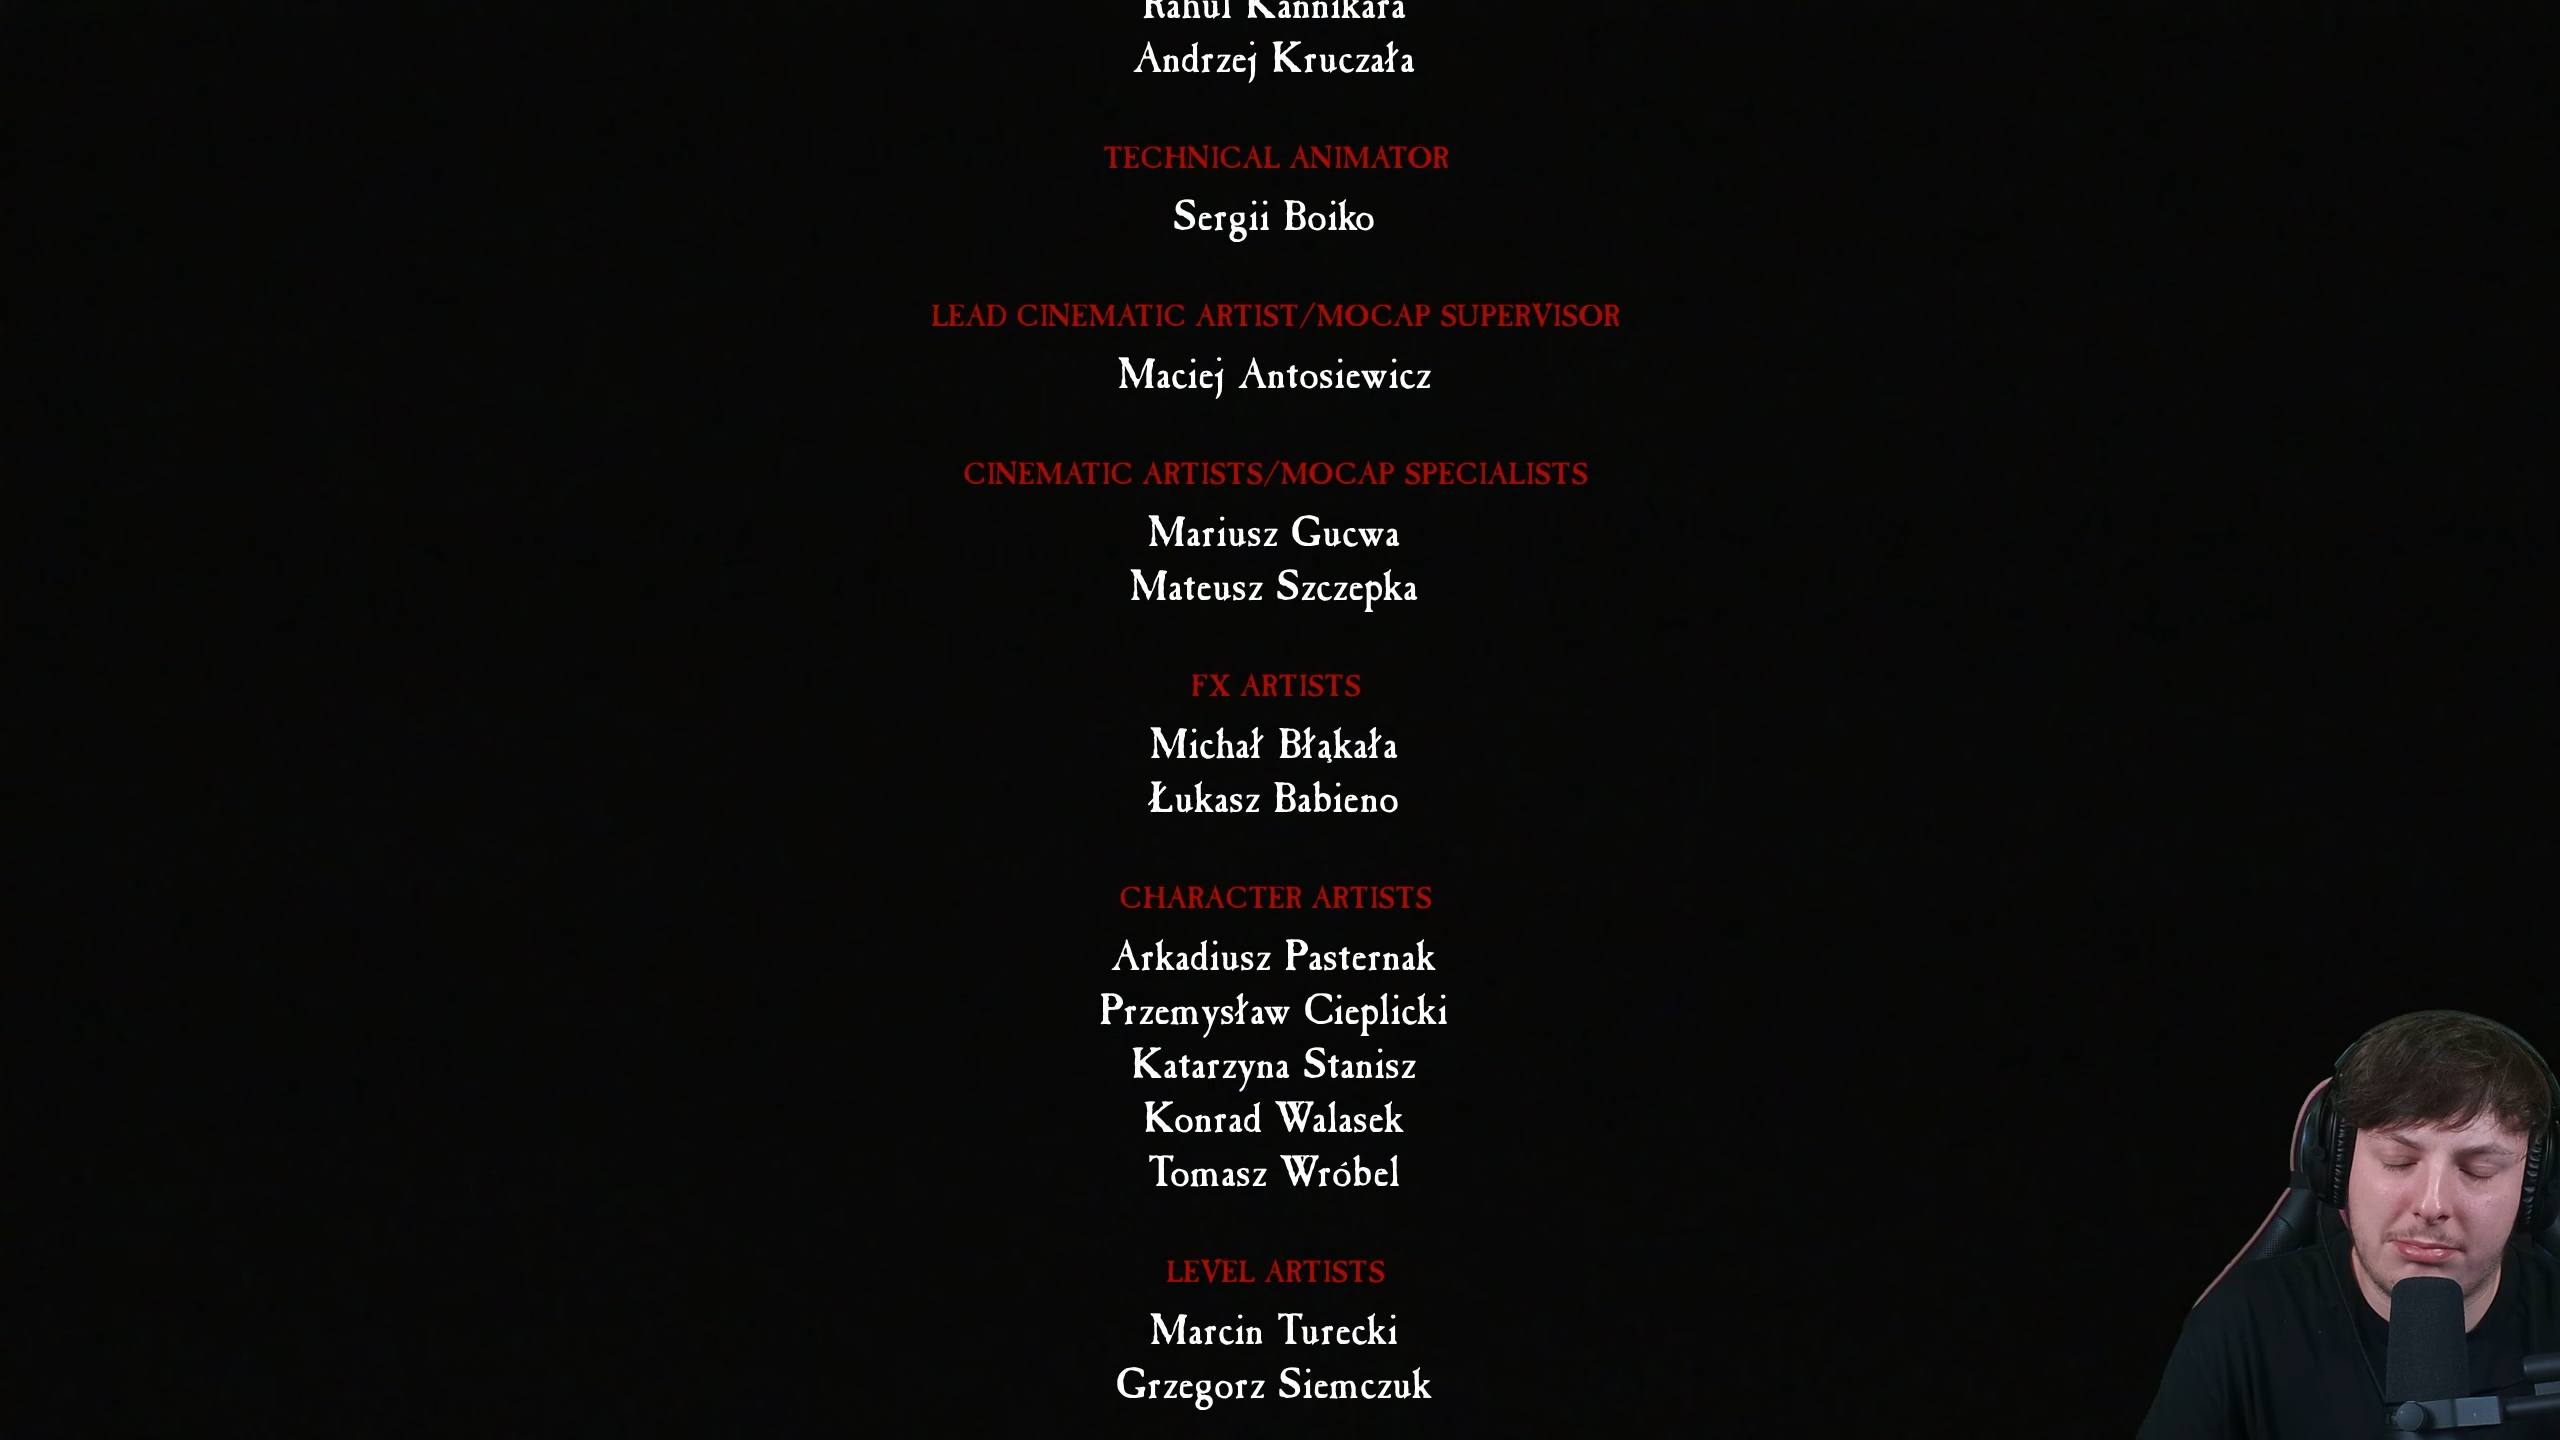 Rahul Kannikara
Andrzej Kruczała
TECHNICAL ANIMATOR
Sergii Boiko
LEAD CINEMATIC ARTIST/MOCAP SUPERVISOR
Maciej Antosiewicz
CINEMATIC ARTISTS/MOCAP SPECIALISTS
Mariusz Gucwa
Mateusz Szczepka
FX ARTISTS
Michał Błąkała
Łukasz Babieno
CHARACTER ARTISTS
Arkadiusz Pasternak
Przemysław Cieplicki
Katarzyna Stanisz
Konrad Walasek
Tomasz Wróbel
LEVEL ARTISTS
Marcin Turecki
Grzegorz Siemczuk